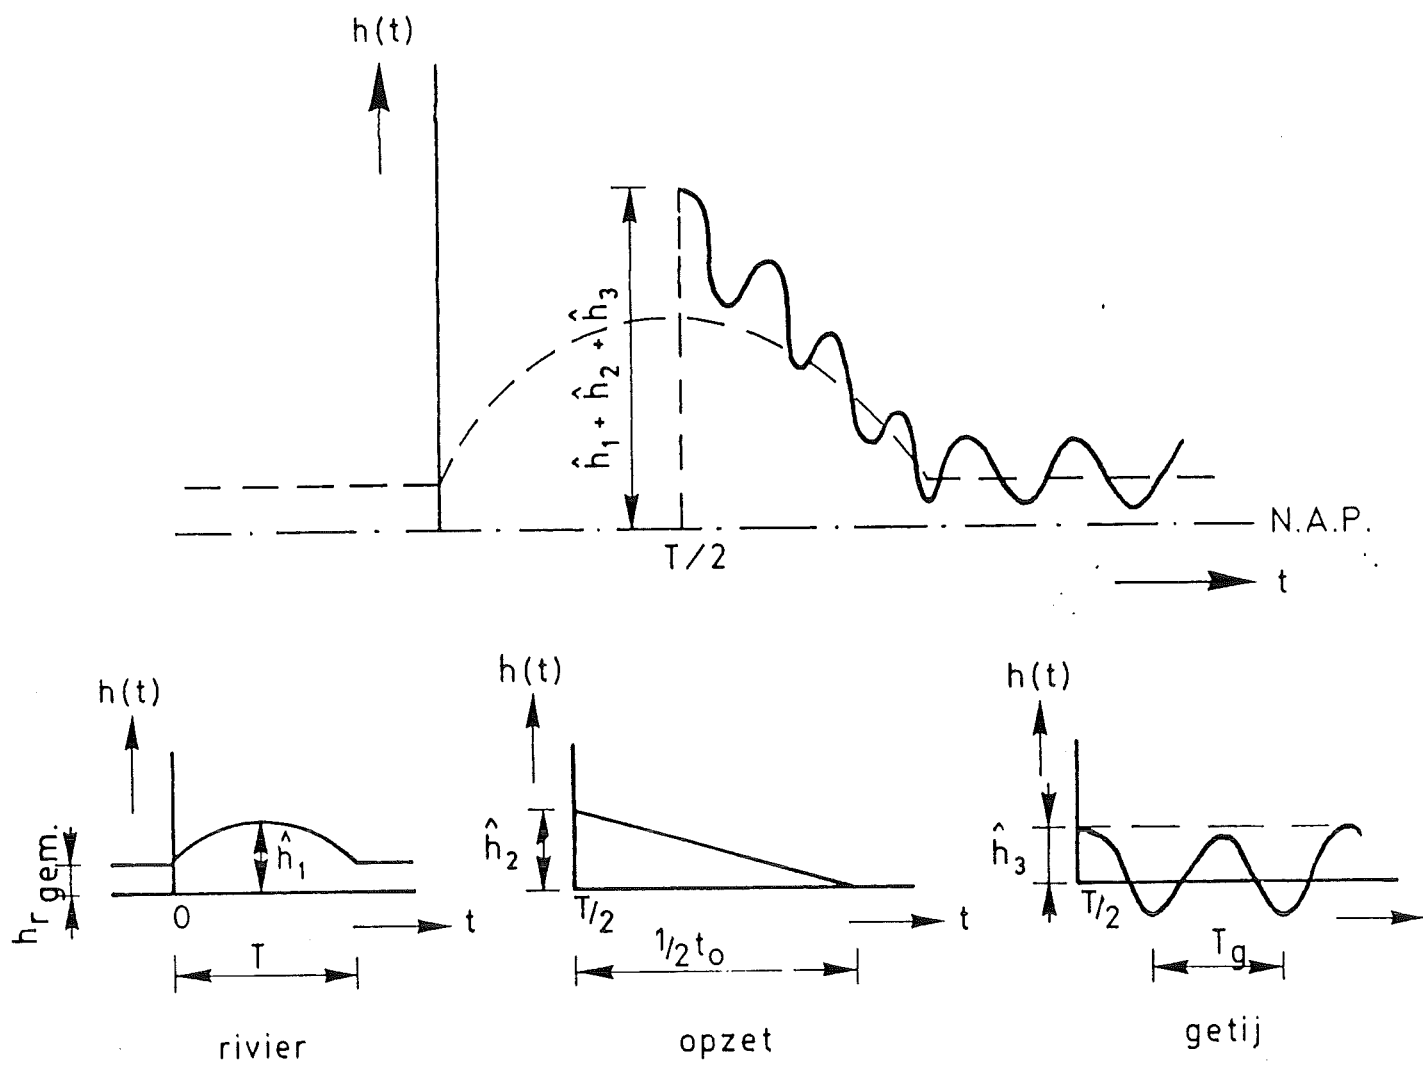 h(t)
ĥ₁ + ĥ₂ + ĥ₃
N.A.P.
T/2
t
h(t)
h(t)
h(t)
hr gem.
ĥ₁
ĥ₂
ĥ₃
0
t
T/2
t
T/2
T
1/2 t₀
Tg
rivier
opzet
getij